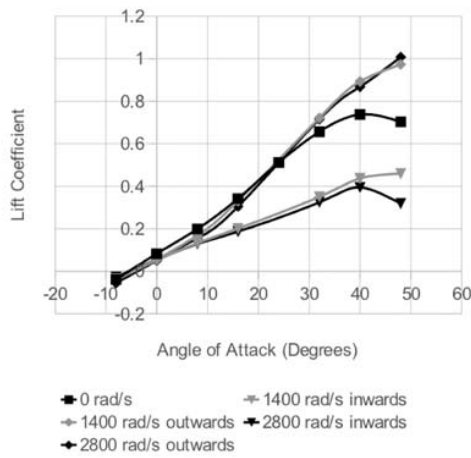 1.2
1
0.8
0.6
0.4
0.2
0
-0.2
-20 -10 0 10 20 30 40 50 60
Lift Coefficient
Angle of Attack (Degrees)
0 rad/s 1400 rad/s inwards
1400 rad/s outwards 2800 rad/s inwards
2800 rad/s outwards